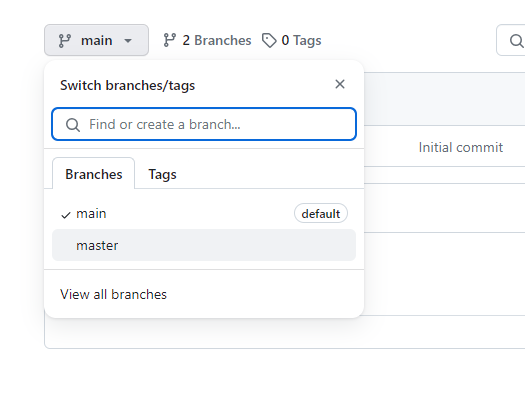 main 2 Branches 0 Tags
Switch branches/tags
Find or create a branch...
Initial commit
Branches Tags
main default
master
View all branches